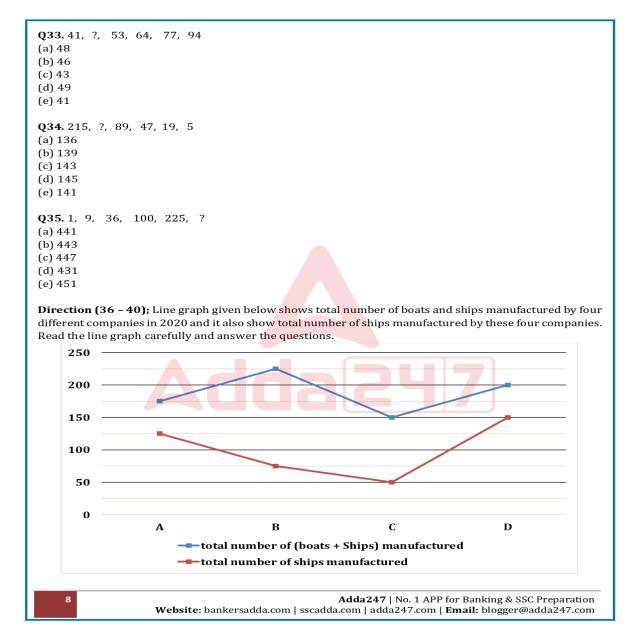 Q33. 41, ?, 53, 64, 77, 94
(a) 48
(b) 46
(c) 43
(d) 49
(e) 41
Q34. 215, ?, 89, 47, 19, 5
(a) 136
(b) 139
(c) 143
(d) 145
(e) 141
Q35. 1, 9, 36, 100, 225, ?
(a) 441
(b) 443
(c) 447
(d) 431
(e) 451
Direction (36 – 40); Line graph given below shows total number of boats and ships manufactured by four
different companies in 2020 and it also show total number of ships manufactured by these four companies.
Read the line graph carefully and answer the questions.
Adda247
250
200
150
100
50
0
A B C D
total number of (boats + Ships) manufactured
total number of ships manufactured
8
Adda247 | No. 1 APP for Banking & SSC Preparation
Website: bankersadda.com | sscadda.com | adda247.com | Email: blogger@adda247.com